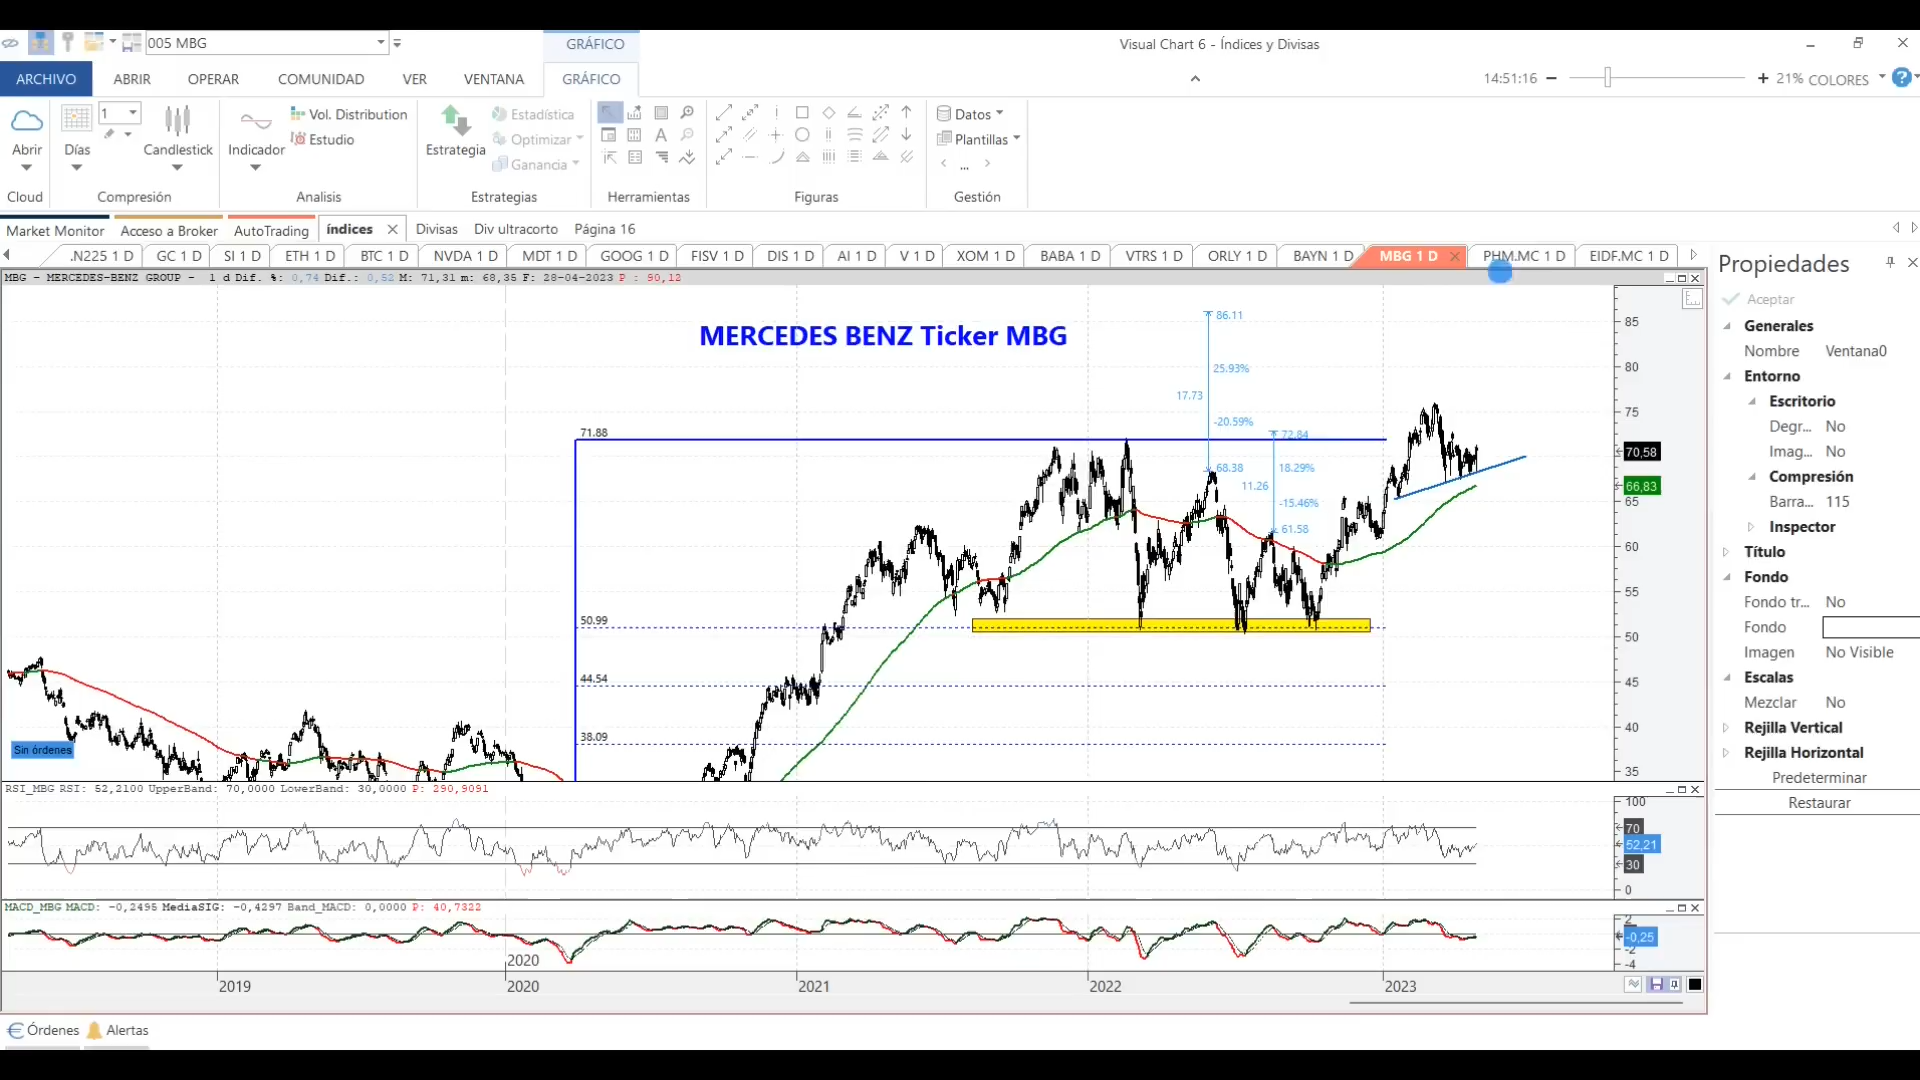 005 MBG
GRÁFICO
Visual Chart 6 - Índices y Divisas
ARCHIVO
ABRIR
OPERAR
COMUNIDAD
VER
VENTANA
GRÁFICO
14:51:16
21%
COLORES
1
Vol. Distribution
Estudio
Estadística
Optimizar
Ganancia
Datos
Plantillas
...
Abrir
Días
Candlestick
Indicador
Estrategia
Cloud
Compresión
Analisis
Estrategias
Herramientas
Figuras
Gestión
Market Monitor
Acceso a Broker
AutoTrading
índices
Divisas
Div ultracorto
Página 16
.N225 1 D
GC 1 D
SI 1 D
ETH 1 D
BTC 1 D
NVDA 1 D
MDT 1 D
GOOG 1 D
FISV 1 D
DIS 1 D
AI 1 D
V 1 D
XOM 1 D
BABA 1 D
VTRS 1 D
ORLY 1 D
BAYN 1 D
MBG 1 D
PHM.MC 1 D
EIDF.MC 1 D
MBG - MERCEDES-BENZ GROUP - 1 d Dif. %: 0,74 Dif.: 0,52 M: 71,31 m: 68,35 F: 28-04-2023 P : 90,12
MERCEDES BENZ Ticker MBG
86.11
25.93%
17.73
-20.59%
68.38
72.84
18.29%
11.26
-15.46%
61.58
71.88
50.99
44.54
38.09
Sin órdenes
85
80
75
70,58
66,83
65
60
55
50
45
40
35
RSI_MBG RSI: 52,2100 UpperBand: 70,0000 LowerBand: 30,0000 P: 290,9091
100
70
52,21
30
0
MACD_MBG MACD: -0,2495 MediaSIG: -0,4297 Band_MACD: 0,0000 P: 40,7322
2
-0,25
-2
-4
2020
2019
2020
2021
2022
2023
Propiedades
Aceptar
Generales
Nombre Ventana0
Entorno
Escritorio
Degr... No
Imag... No
Compresión
Barra... 115
Inspector
Título
Fondo
Fondo tr... No
Fondo
Imagen No Visible
Escalas
Mezclar No
Rejilla Vertical
Rejilla Horizontal
Predeterminar
Restaurar
Órdenes
Alertas